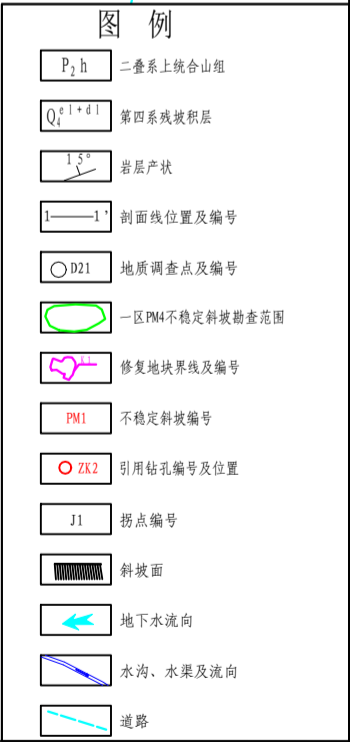 图 例
P₂h 二叠系上统合山组
Q₄ᵉˡ⁺ᵈˡ 第四系残坡积层
15° 岩层产状
1——1' 剖面线位置及编号
D21 地质调查点及编号
一区PM4不稳定斜坡勘查范围
修复地块界线及编号
PM1 不稳定斜坡编号
ZK2 引用钻孔编号及位置
J1 拐点编号
斜坡面
地下水流向
水沟、水渠及流向
道路